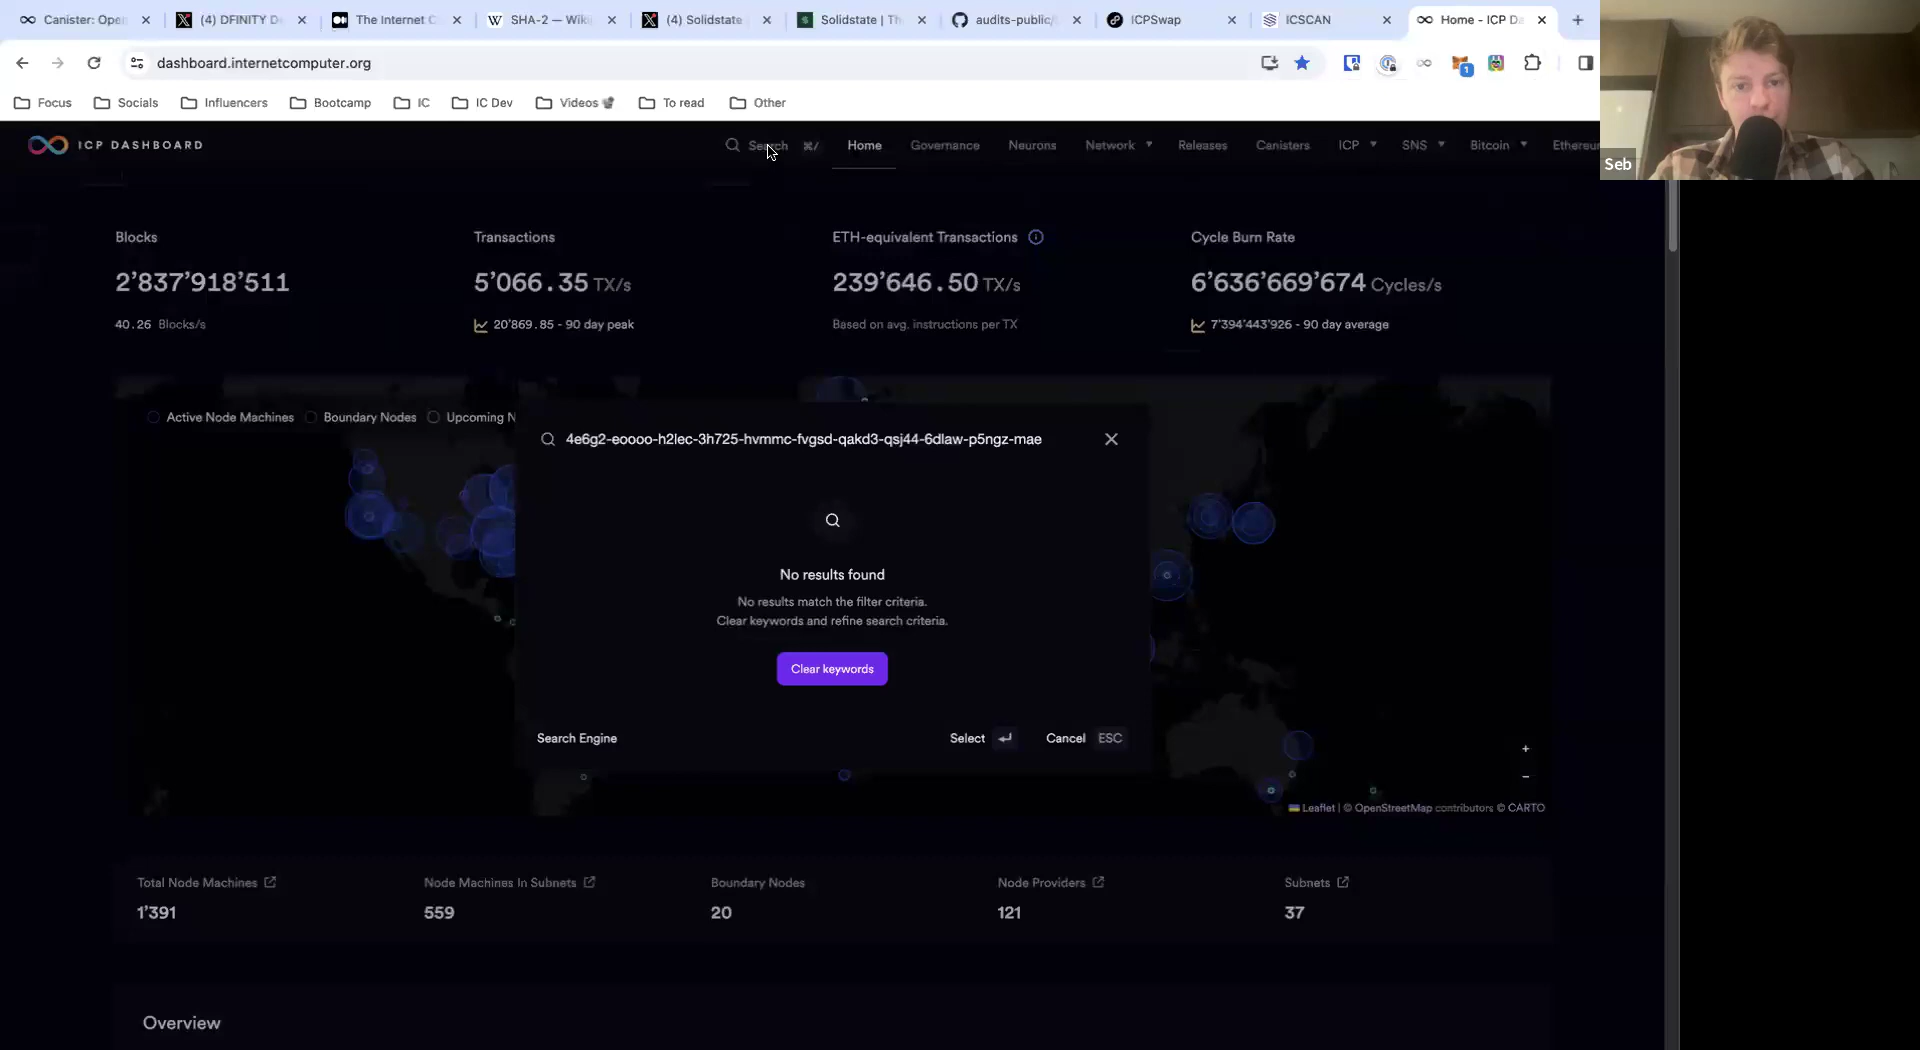 Canister: Ope
(4) DFINITY D
The Internet C
SHA-2 — Wiki
(4) Solidstate
Solidstate | Th
audits-public/
ICPSwap
ICSCAN
Home - ICP Da
dashboard.internetcomputer.org
1
Focus
Socials
Influencers
Bootcamp
IC
IC Dev
Videos
To read
Other
Seb
ICP DASHBOARD
Search ⌘/
Home
Governance
Neurons
Network
Releases
Canisters
ICP
SNS
Bitcoin
Ethereu
Blocks
Transactions
ETH-equivalent Transactions
Cycle Burn Rate
2’837’918’511
5’066.35 TX/s
239’646.50 TX/s
6’636’669’674 Cycles/s
40.26 Blocks/s
20’869.85 - 90 day peak
Based on avg. instructions per TX
7’394’443’926 - 90 day average
Active Node Machines
Boundary Nodes
Upcoming N
4e6g2-eoooo-h2lec-3h725-hvmmc-fvgsd-qakd3-qsj44-6dlaw-p5ngz-mae
No results found
No results match the filter criteria.
Clear keywords and refine search criteria.
Clear keywords
Search Engine
Select
Cancel ESC
+
−
Leaflet | © OpenStreetMap contributors © CARTO
Total Node Machines
Node Machines In Subnets
Boundary Nodes
Node Providers
Subnets
1’391
559
20
121
37
Overview